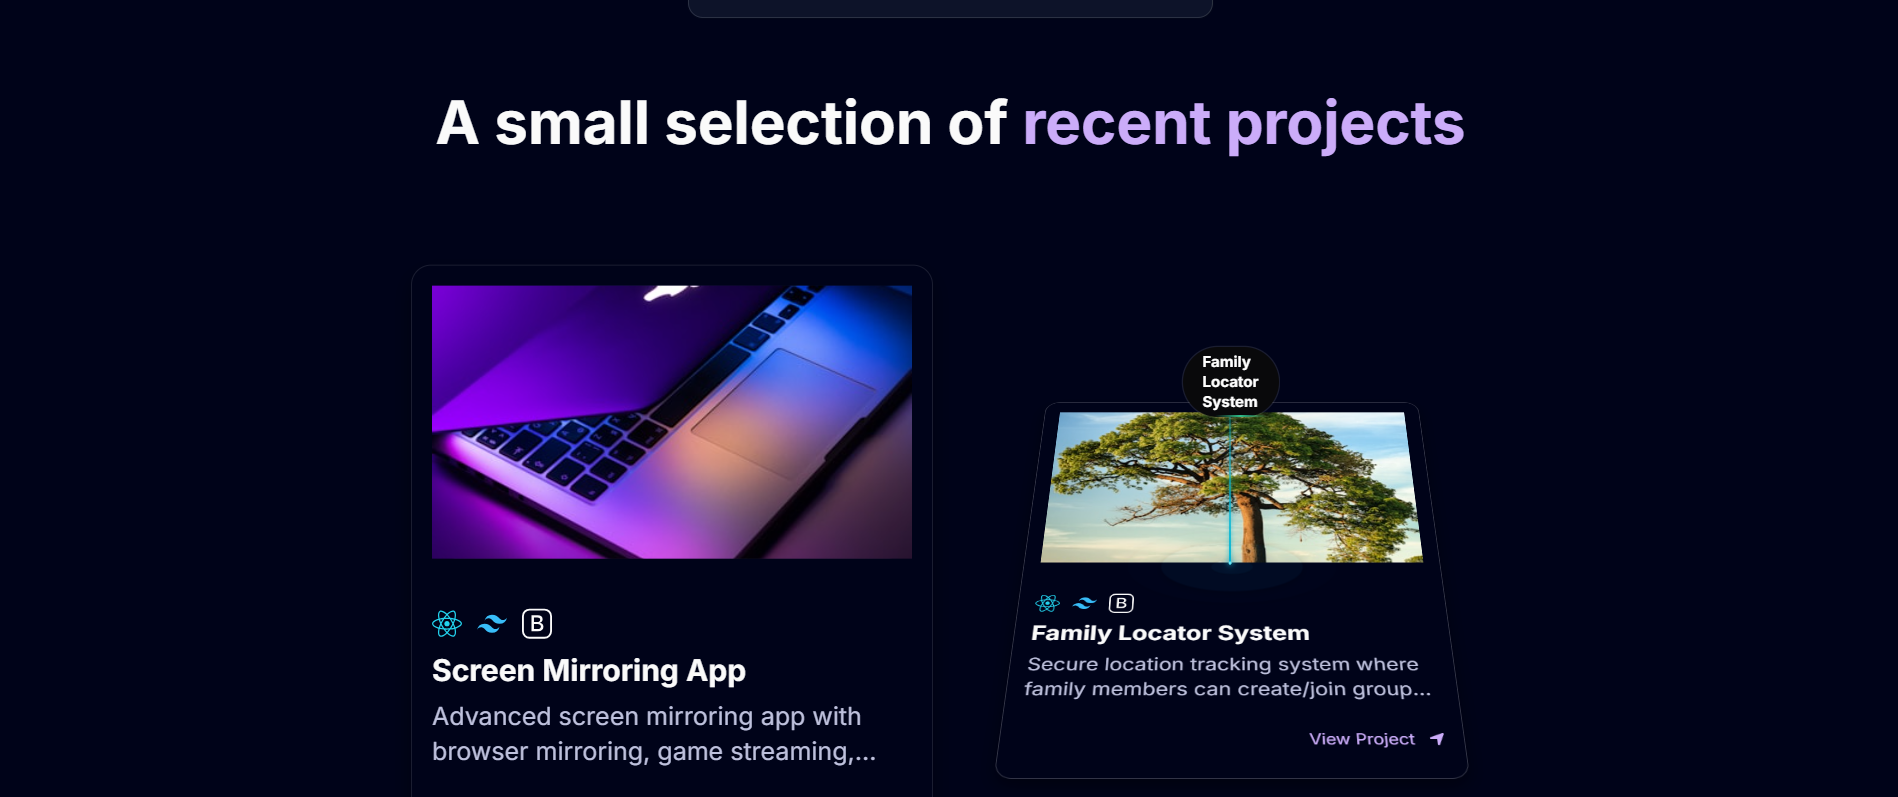 A small selection of recent projects
B
Screen Mirroring App
Advanced screen mirroring app with
browser mirroring, game streaming,...
Family
Locator
System
B
Family Locator System
Secure location tracking system where
family members can create/join group...
View Project